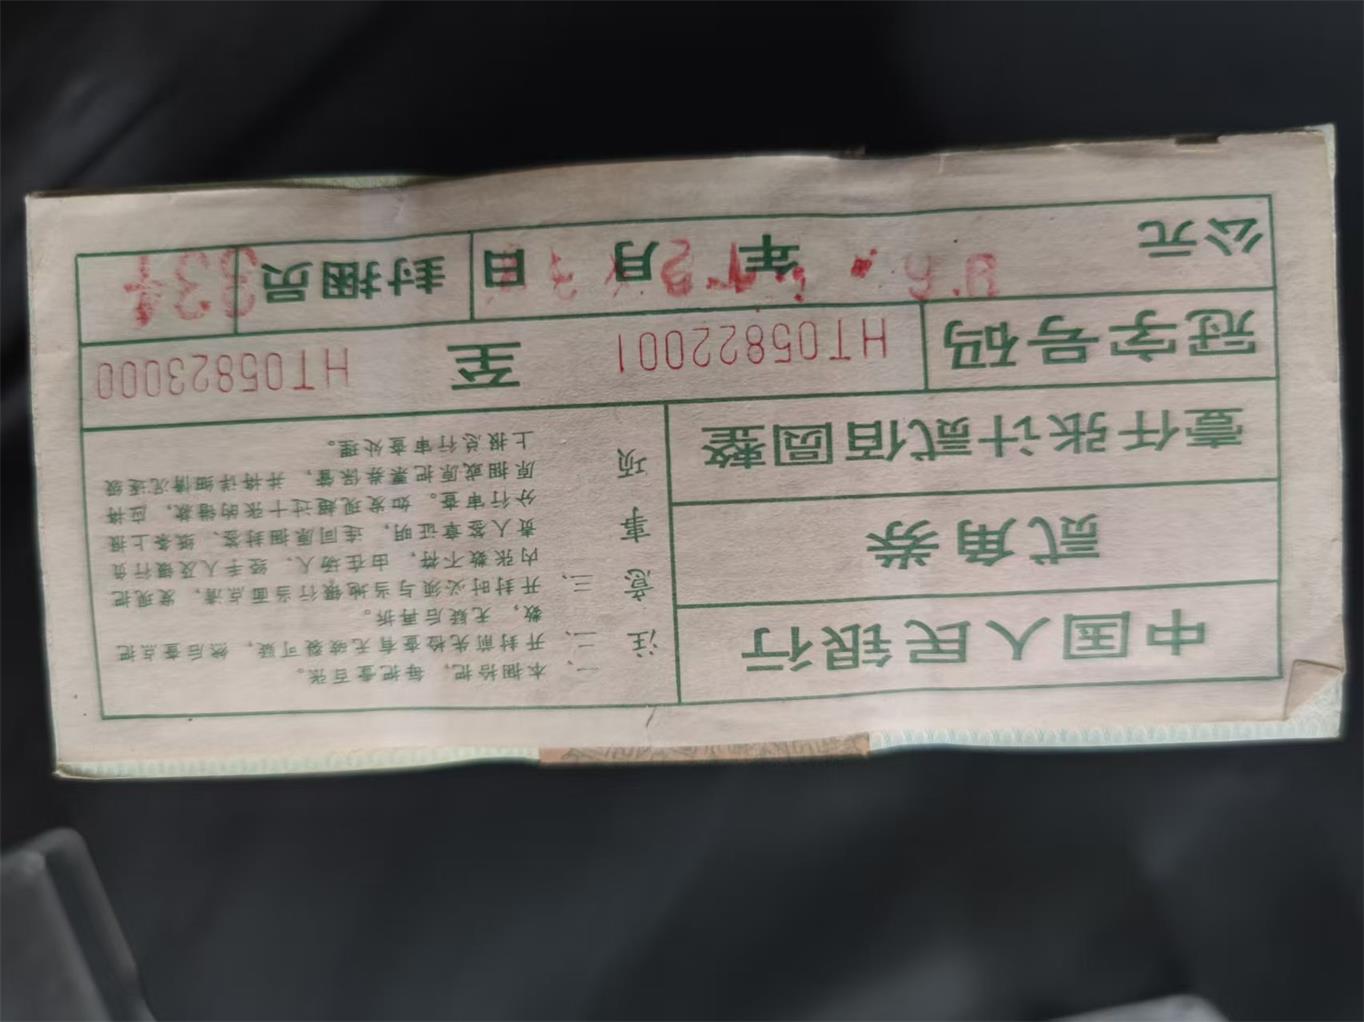 中国人民银行
贰角券
壹仟张计贰佰圆整
注意事项
一、本捆拾把，每把壹百张。
二、开封前先检查有无破裂可疑，然后查点把
数，无疑后再拆。
三、开封时必须与当地银行当面点清，发现把
内张数不符，由在场人、经手人及银行负
责人签章证明，连同原捆封签、纸条上报
分行审查。如发现超过十张的错款，应将
原捆或原把票券保管，并将详细情况逐级
上报总行审查处理。
冠字号码 HT05822001 至 HT05823000
公元 年 月 日 封捆员